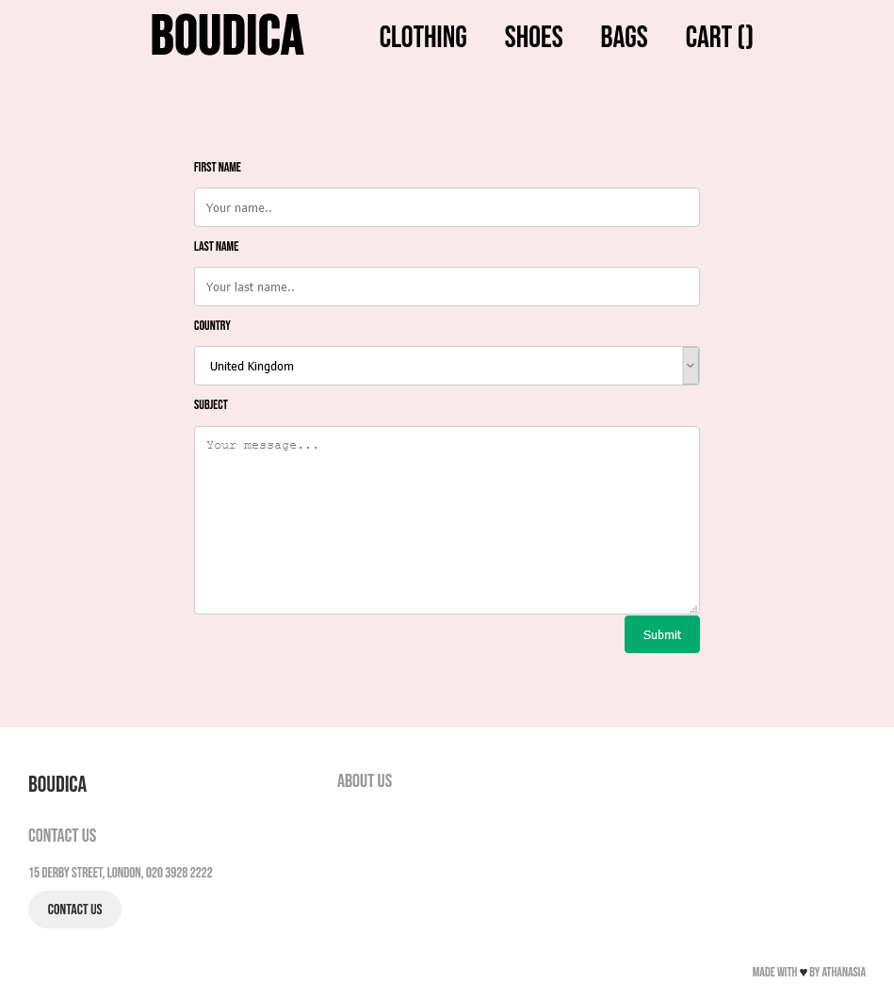 BOUDICA CLOTHING SHOES BAGS CART ()
FIRST NAME
Your name..
LAST NAME
Your last name..
COUNTRY
United Kingdom
SUBJECT
Your message...
Submit
BOUDICA
ABOUT US
CONTACT US
15 DERBY STREET, LONDON, 020 3928 2222
CONTACT US
MADE WITH ♥ BY ATHANASIA